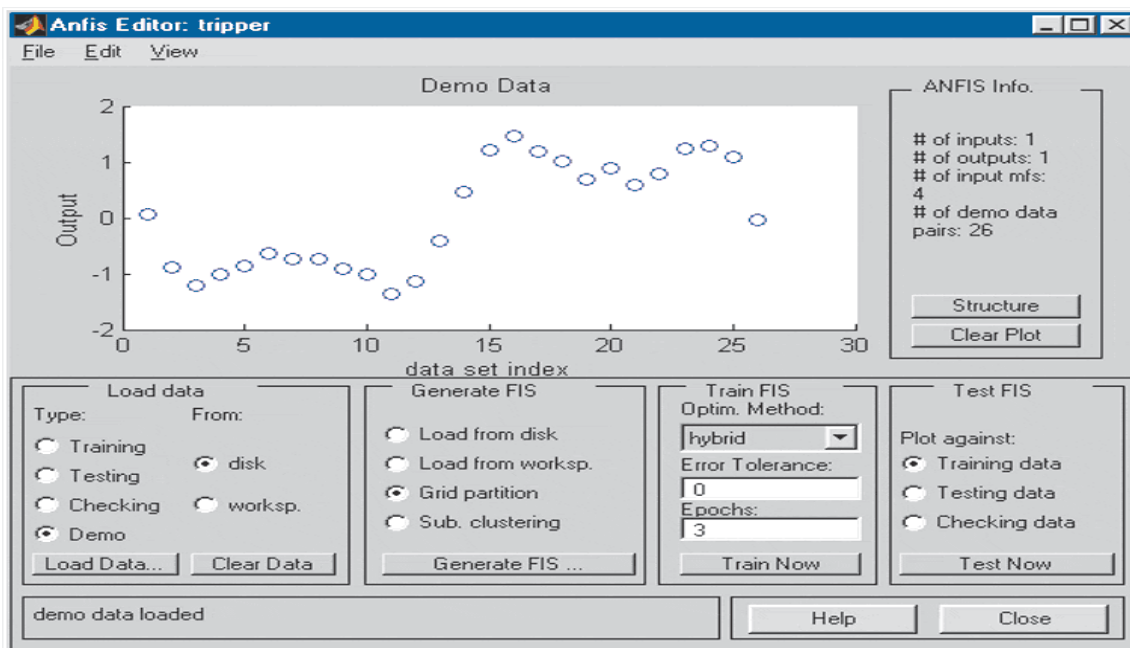 Anfis Editor: tripper
File Edit View
Demo Data
2
1
0
-1
-2
Output
0 5 10 15 20 25 30
data set index
ANFIS Info.
# of inputs: 1
# of outputs: 1
# of input mfs:
4
# of demo data
pairs: 26
Structure
Clear Plot
Load data
Type: From:
Training
Testing
Checking
Demo
disk
worksp.
Load Data... Clear Data
Generate FIS
Load from disk
Load from worksp.
Grid partition
Sub. clustering
Generate FIS ...
Train FIS
Optim. Method:
hybrid
Error Tolerance:
0
Epochs:
3
Train Now
Test FIS
Plot against:
Training data
Testing data
Checking data
Test Now
demo data loaded
Help Close